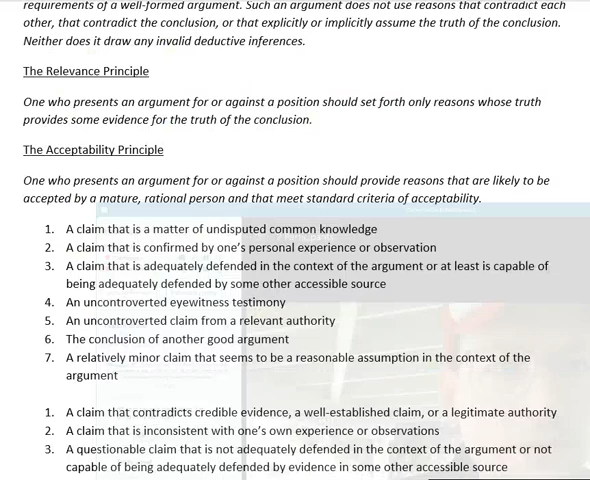 requirements of a well-formed argument. Such an argument does not use reasons that contradict each
other, that contradict the conclusion, or that explicitly or implicitly assume the truth of the conclusion.
Neither does it draw any invalid deductive inferences.
The Relevance Principle
One who presents an argument for or against a position should set forth only reasons whose truth
provides some evidence for the truth of the conclusion.
The Acceptability Principle
One who presents an argument for or against a position should provide reasons that are likely to be
accepted by a mature, rational person and that meet standard criteria of acceptability.
1. A claim that is a matter of undisputed common knowledge
2. A claim that is confirmed by one's personal experience or observation
3. A claim that is adequately defended in the context of the argument or at least is capable of
being adequately defended by some other accessible source
4. An uncontroverted eyewitness testimony
5. An uncontroverted claim from a relevant authority
6. The conclusion of another good argument
7. A relatively minor claim that seems to be a reasonable assumption in the context of the
argument
1. A claim that contradicts credible evidence, a well-established claim, or a legitimate authority
2. A claim that is inconsistent with one's own experience or observations
3. A questionable claim that is not adequately defended in the context of the argument or not
capable of being adequately defended by evidence in some other accessible source